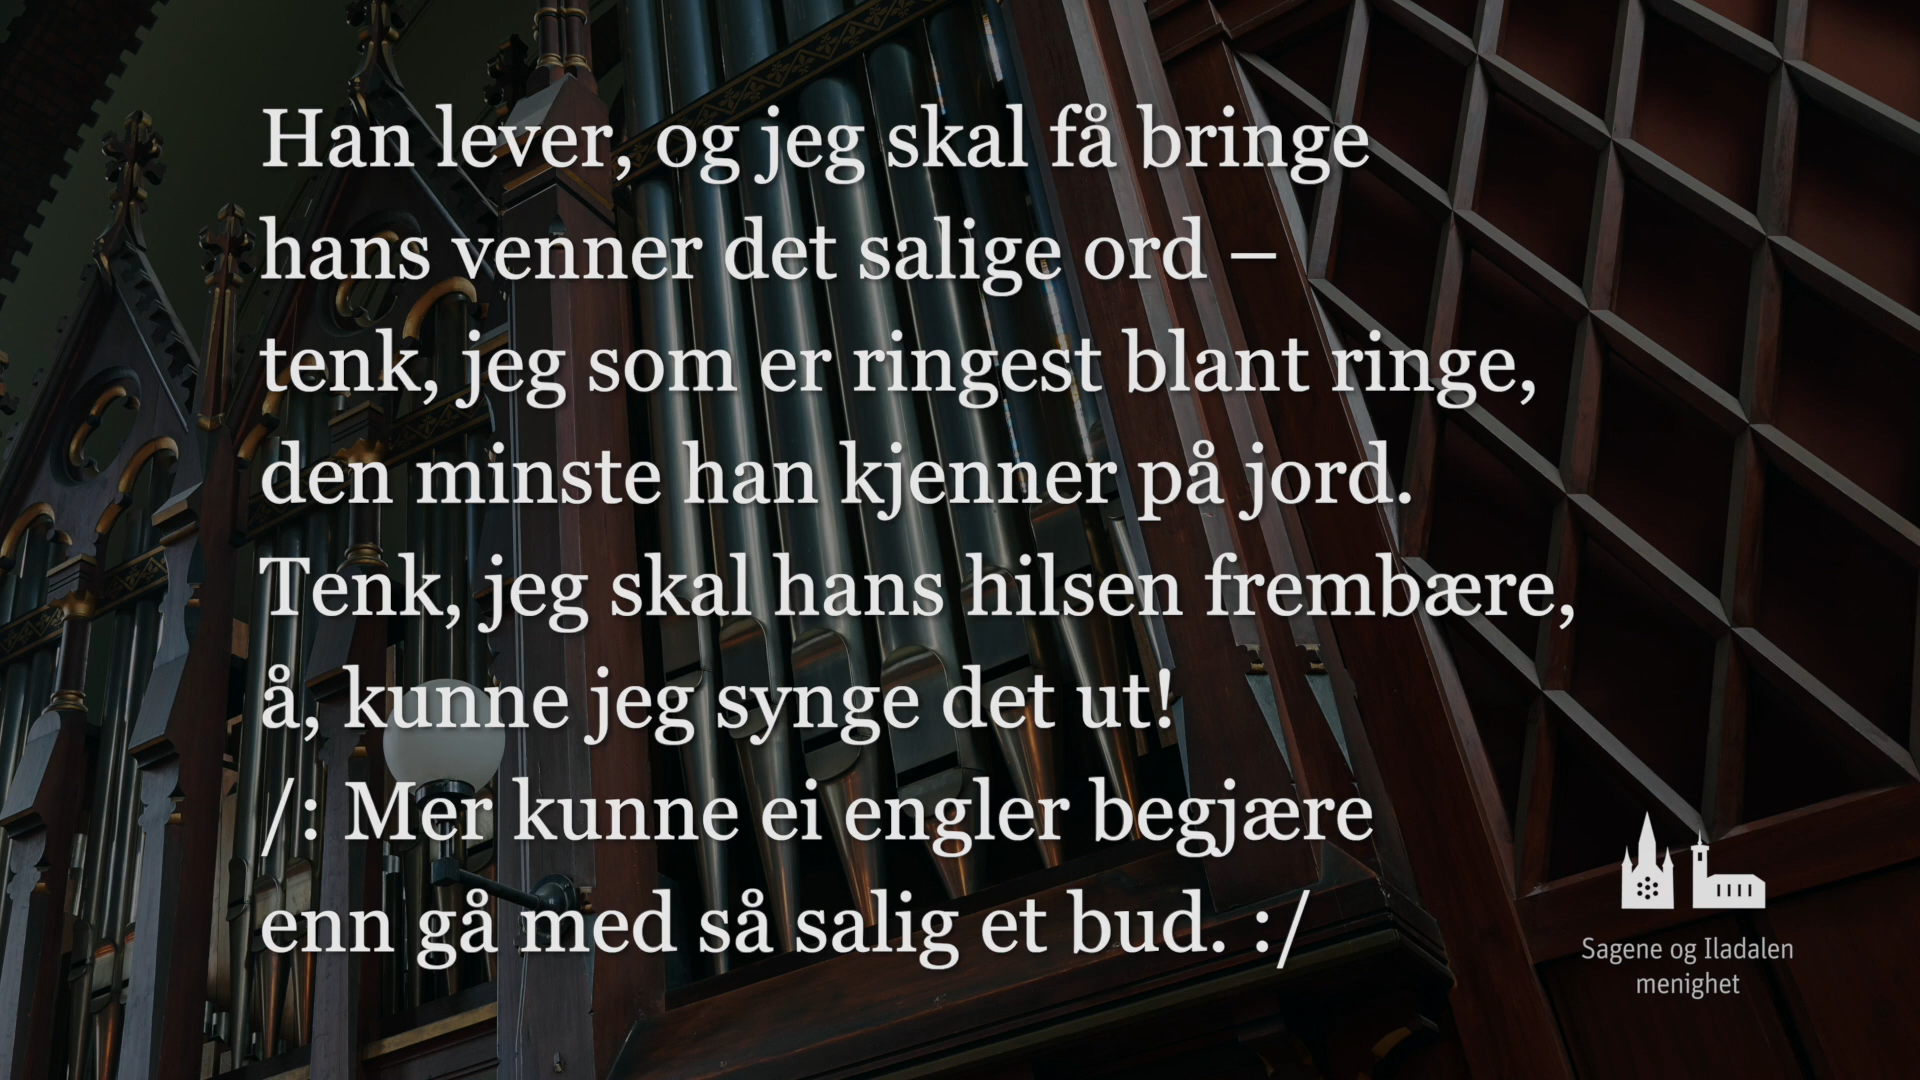 Han lever, og jeg skal få bringe
hans venner det salige ord –
tenk, jeg som er ringest blant ringe,
den minste han kjenner på jord.
Tenk, jeg skal hans hilsen frembære,
å, kunne jeg synge det ut!
/: Mer kunne ei engler begjære
enn gå med så salig et bud. :/
Sagene og Iladalen
menighet